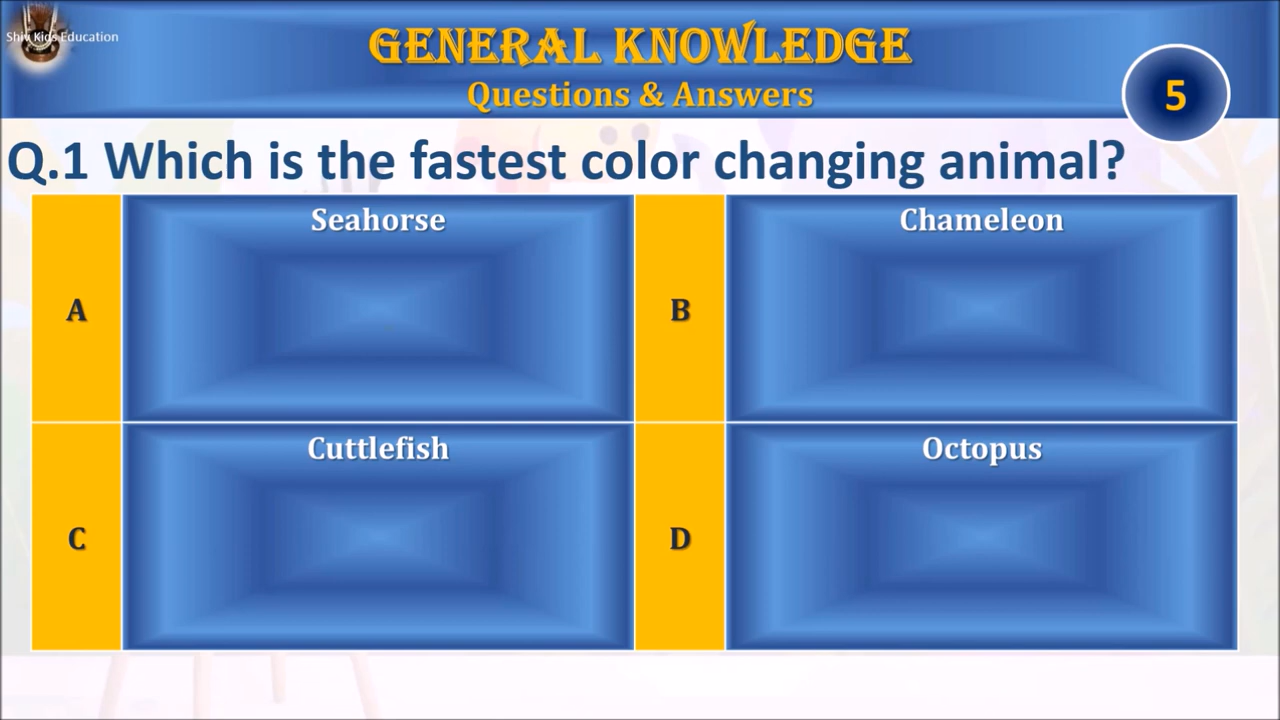 Shiv Kids Education
GENERAL KNOWLEDGE
Questions & Answers
5
Q.1 Which is the fastest color changing animal?
A
Seahorse
B
Chameleon
C
Cuttlefish
D
Octopus